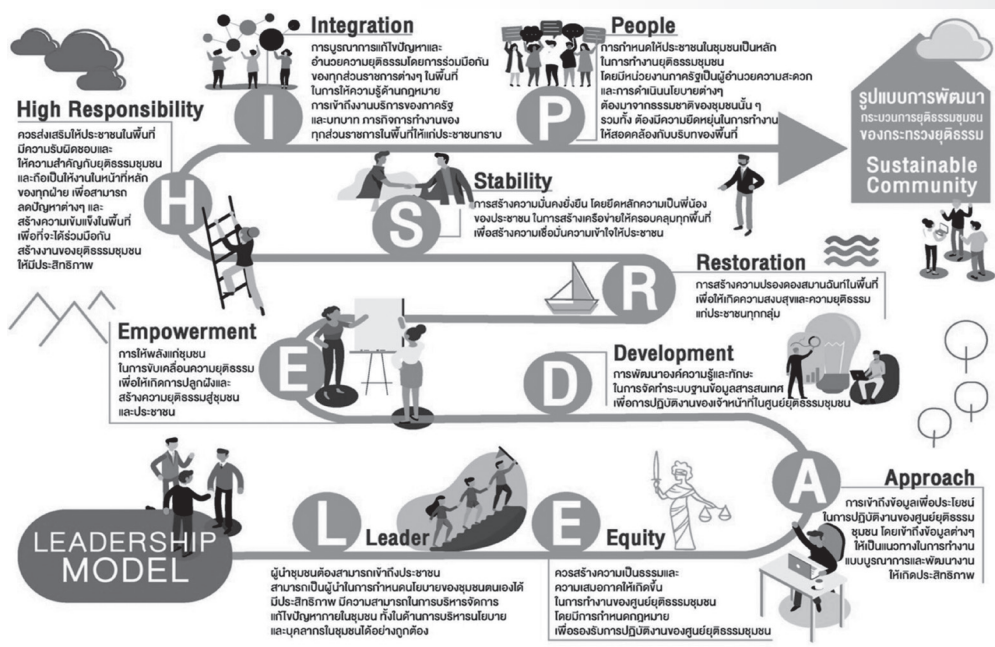 Integration
การบูรณาการแก้ไขปัญหาและ
อำนวยความยุติธรรมโดยการร่วมมือกัน
ของทุกส่วนราชการต่างๆ ในพื้นที่
ในการให้ความรู้ด้านกฎหมาย
การเข้าถึงงานบริการของภาครัฐ
และบทบาท ภารกิจการทำงานของ
ทุกส่วนราชการในพื้นที่ให้แก่ประชาชนทราบ
I
People
การกำหนดให้ประชาชนในชุมชนเป็นหลัก
ในการทำงานยุติธรรมชุมชน
โดยมีหน่วยงานภาครัฐเป็นผู้อำนวยความสะดวก
และการดำเนินนโยบายต่างๆ
ต้องมาจากธรรมชาติของชุมชนนั้น ๆ
รวมทั้ง ต้องมีความยืดหยุ่นในการทำงาน
ให้สอดคล้องกับบริบทของพื้นที่
P
รูปแบบการพัฒนา
กระบวนการยุติธรรมชุมชน
ของกระทรวงยุติธรรม
Sustainable
Community
High Responsibility
ควรส่งเสริมให้ประชาชนในพื้นที่
มีความรับผิดชอบและ
ให้ความสำคัญกับยุติธรรมชุมชน
และถือเป็นให้งานในหน้าที่หลัก
ของทุกฝ่าย เพื่อสามารถ
ลดปัญหาต่างๆ และ
สร้างความเข้มแข็งในพื้นที่
เพื่อที่จะได้ร่วมมือกัน
สร้างงานของยุติธรรมชุมชน
ให้มีประสิทธิภาพ
H
Stability
การสร้างความมั่นคงยั่งยืน โดยยึดหลักความเป็นพี่น้อง
ของประชาชน ในการสร้างเครือข่ายให้ครอบคลุมทุกพื้นที่
เพื่อสร้างความเชื่อมั่นความเข้าใจให้ประชาชน
S
R
Restoration
การสร้างความปรองดองสมานฉันท์ในพื้นที่
เพื่อให้เกิดความสงบสุขและความยุติธรรม
แก่ประชาชนทุกกลุ่ม
Empowerment
การให้พลังแก่ชุมชน
ในการขับเคลื่อนความยุติธรรม
เพื่อให้เกิดการปลูกฝังและ
สร้างความยุติธรรมสู่ชุมชน
และประชาชน
E
D
Development
การพัฒนาองค์ความรู้และทักษะ
ในการจัดทำระบบฐานข้อมูลสารสนเทศ
เพื่อการปฏิบัติงานของเจ้าหน้าที่ในศูนย์ยุติธรรมชุมชน
A
Approach
การเข้าถึงข้อมูลเพื่อประโยชน์
ในการปฏิบัติงานของศูนย์ยุติธรรม
ชุมชน โดยเข้าถึงข้อมูลต่างๆ
ให้เป็นแนวทางในการทำงาน
แบบบูรณาการและพัฒนางาน
ให้เกิดประสิทธิภาพ
LEADERSHIP
MODEL
L Leader
ผู้นำชุมชนต้องสามารถเข้าถึงประชาชน
สามารถเป็นผู้นำในการกำหนดนโยบายของชุมชนตนเองได้
มีประสิทธิภาพ มีความสามารถในการบริหารจัดการ
แก้ไขปัญหาภายในชุมชน ทั้งในด้านการบริหารนโยบาย
และบุคลากรในชุมชนได้อย่างถูกต้อง
E Equity
ควรสร้างความเป็นธรรมและ
ความเสมอภาคให้เกิดขึ้น
ในการทำงานของศูนย์ยุติธรรมชุมชน
โดยมีการกำหนดกฎหมาย
เพื่อรองรับการปฏิบัติงานของศูนย์ยุติธรรมชุมชน